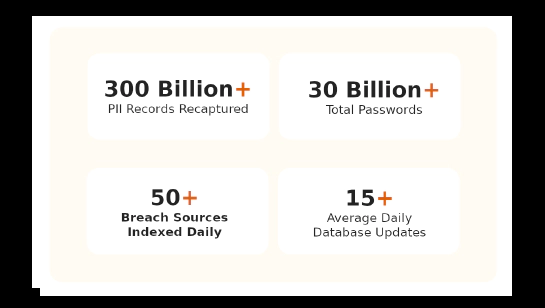 300 Billion+
PII Records Recaptured
30 Billion+
Total Passwords
50+
Breach Sources
Indexed Daily
15+
Average Daily
Database Updates